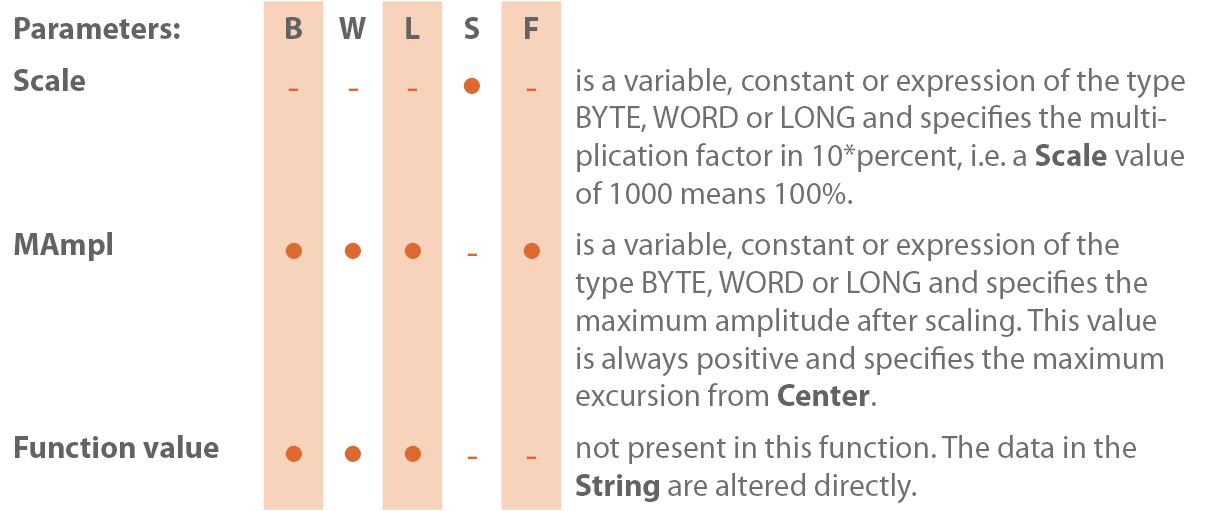 Parameters: B W L S F
Scale - - - ● - is a variable, constant or expression of the type
BYTE, WORD or LONG and specifies the multi-
plication factor in 10*percent, i.e. a Scale value
of 1000 means 100%.
MAmpl ● ● ● - ● is a variable, constant or expression of the
type BYTE, WORD or LONG and specifies the
maximum amplitude after scaling. This value
is always positive and specifies the maximum
excursion from Center.
Function value ● ● ● - - not present in this function. The data in the
String are altered directly.